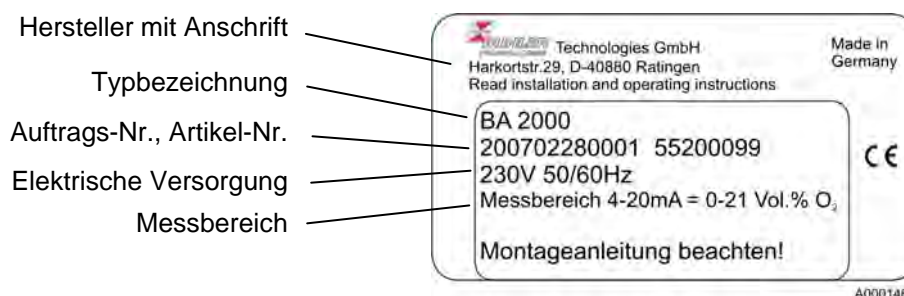 Hersteller mit Anschrift
Typbezeichnung
Auftrags-Nr., Artikel-Nr.
Elektrische Versorgung
Messbereich
BÜHLER Technologies GmbH
Harkortstr.29, D-40880 Ratingen
Read installation and operating instructions
Made in
Germany
BA 2000
200702280001 55200099
230V 50/60Hz
Messbereich 4-20mA = 0-21 Vol.% O₂
Montageanleitung beachten!
CE
A000146